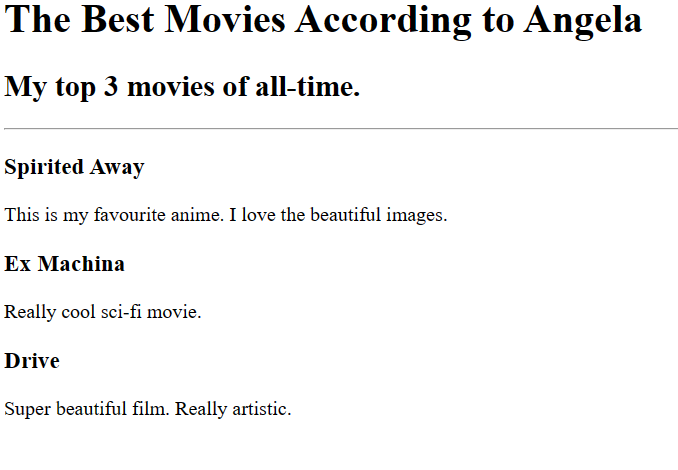 The Best Movies According to Angela
My top 3 movies of all-time.
Spirited Away
This is my favourite anime. I love the beautiful images.
Ex Machina
Really cool sci-fi movie.
Drive
Super beautiful film. Really artistic.